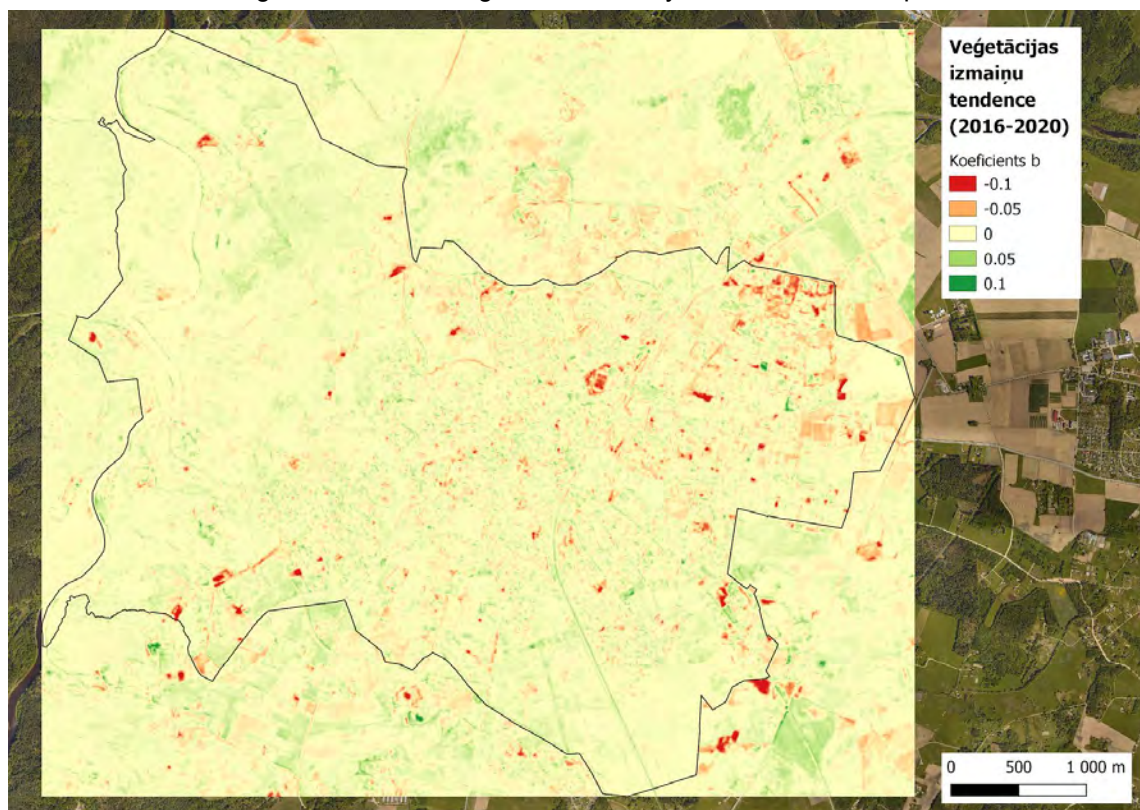 Veģetācijas
izmaiņu
tendence
(2016-2020)
Koeficients b
-0.1
-0.05
0
0.05
0.1
0 500 1 000 m